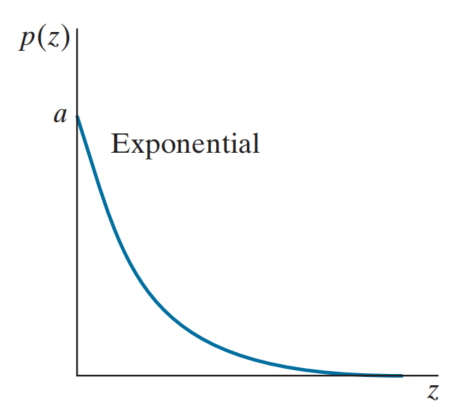 p(z)
a
Exponential
z